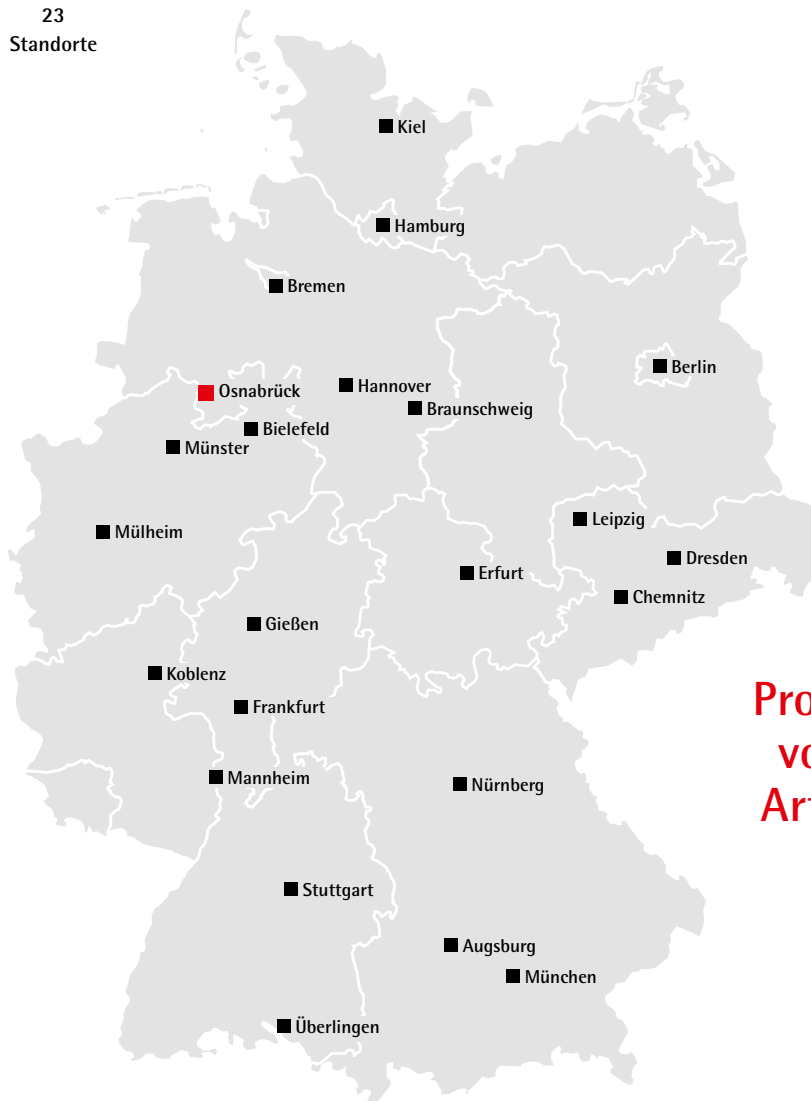 23
Standorte
Kiel
Hamburg
Bremen
Berlin
Osnabrück
Hannover
Braunschweig
Bielefeld
Münster
Leipzig
Mülheim
Dresden
Erfurt
Chemnitz
Gießen
Koblenz
Frankfurt
Mannheim
Nürnberg
Stuttgart
Augsburg
München
Überlingen